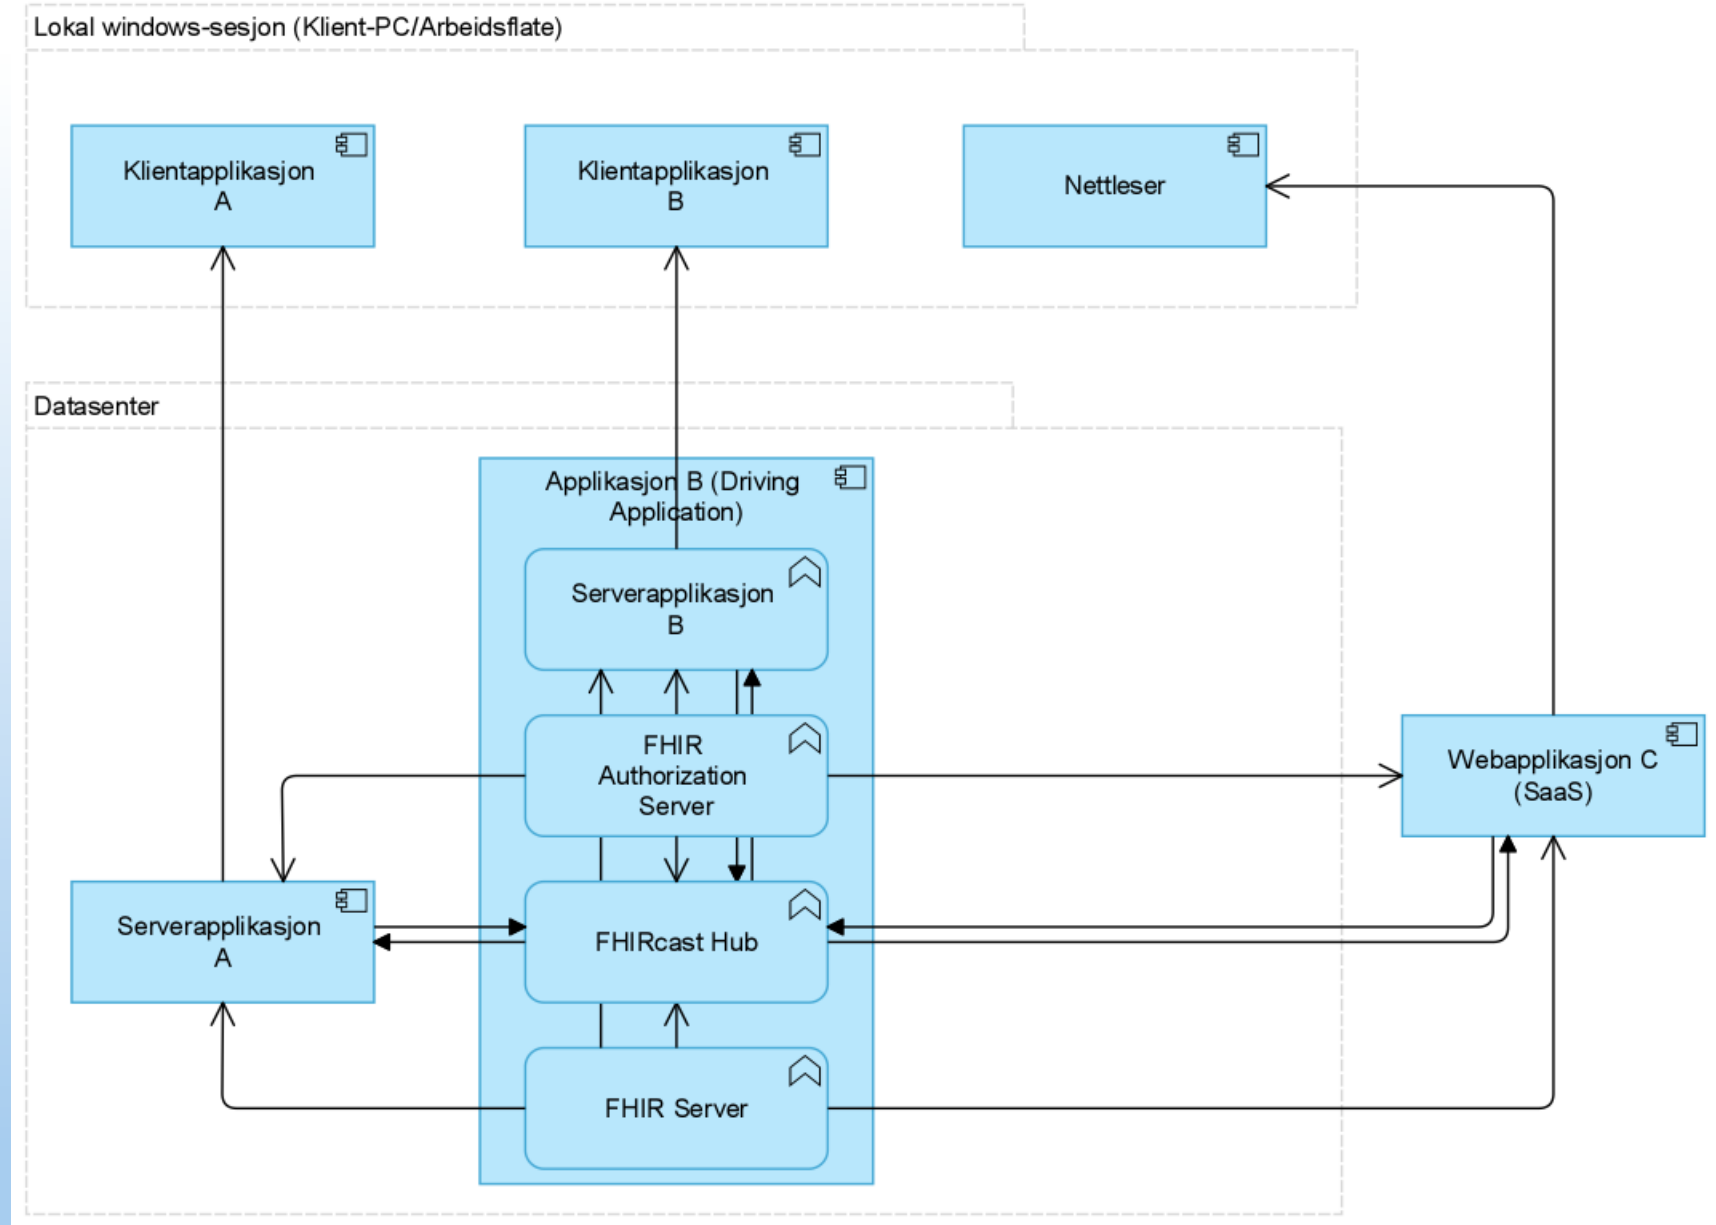 Lokal windows-sesjon (Klient-PC/Arbeidsflate)
Klientapplikasjon
A
Klientapplikasjon
B
Nettleser
Datasenter
Applikasjon B (Driving
Application)
Serverapplikasjon
B
FHIR
Authorization
Server
Webapplikasjon C
(SaaS)
Serverapplikasjon
A
FHIRcast Hub
FHIR Server